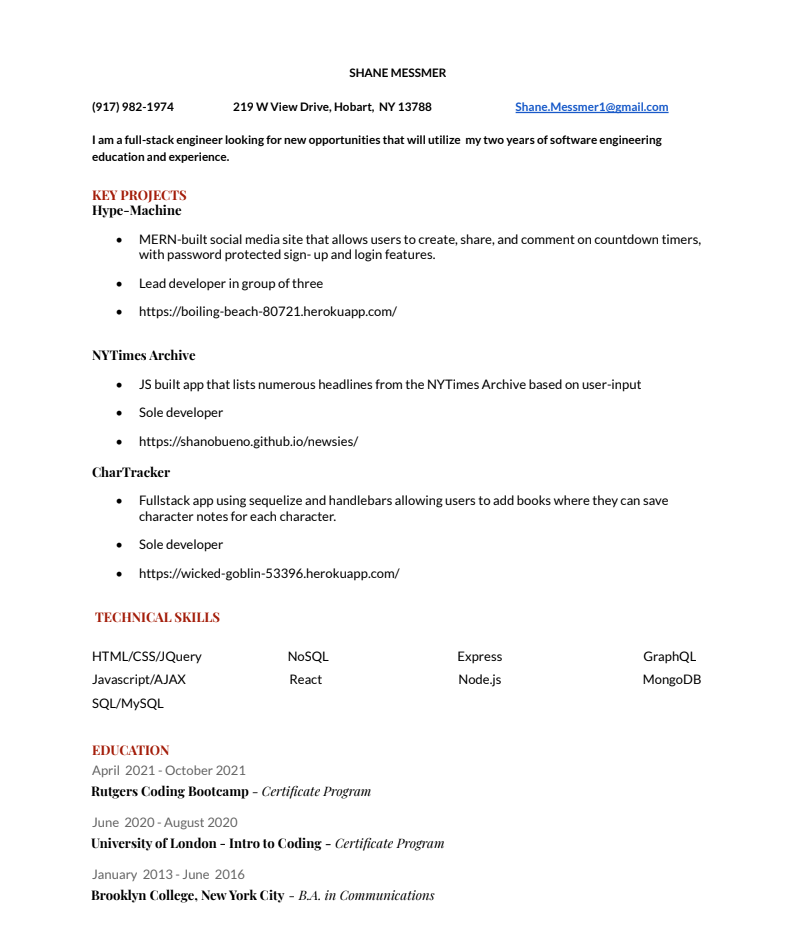 SHANE MESSMER
(917) 982-1974 219 W View Drive, Hobart, NY 13788 Shane.Messmer1@gmail.com
I am a full-stack engineer looking for new opportunities that will utilize my two years of software engineering
education and experience.
KEY PROJECTS
Hype-Machine
• MERN-built social media site that allows users to create, share, and comment on countdown timers,
with password protected sign- up and login features.
• Lead developer in group of three
• https://boiling-beach-80721.herokuapp.com/
NYTimes Archive
• JS built app that lists numerous headlines from the NYTimes Archive based on user-input
• Sole developer
• https://shanobueno.github.io/newsies/
CharTracker
• Fullstack app using sequelize and handlebars allowing users to add books where they can save
character notes for each character.
• Sole developer
• https://wicked-goblin-53396.herokuapp.com/
TECHNICAL SKILLS
HTML/CSS/JQuery NoSQL Express GraphQL
Javascript/AJAX React Node.js MongoDB
SQL/MySQL
EDUCATION
April 2021 - October 2021
Rutgers Coding Bootcamp - Certificate Program
June 2020 - August 2020
University of London - Intro to Coding - Certificate Program
January 2013 - June 2016
Brooklyn College, New York City - B.A. in Communications